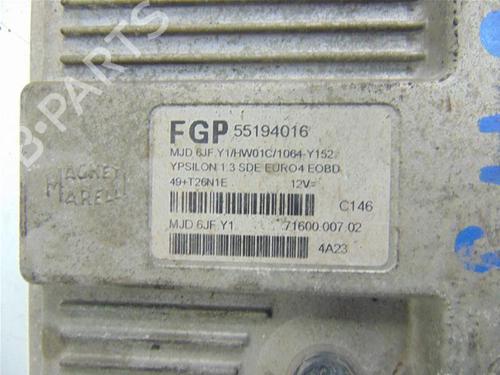 B-PARTS
FGP 55194016
MJD 6JF.Y1/HW01C/1064-Y152
YPSILON 1.3 SDE EURO4 EOBD
49+T26N1E 12V=
C146
MJD 6JF.Y1. 71600.007.02
4A23
MAGNETI
MARELLI